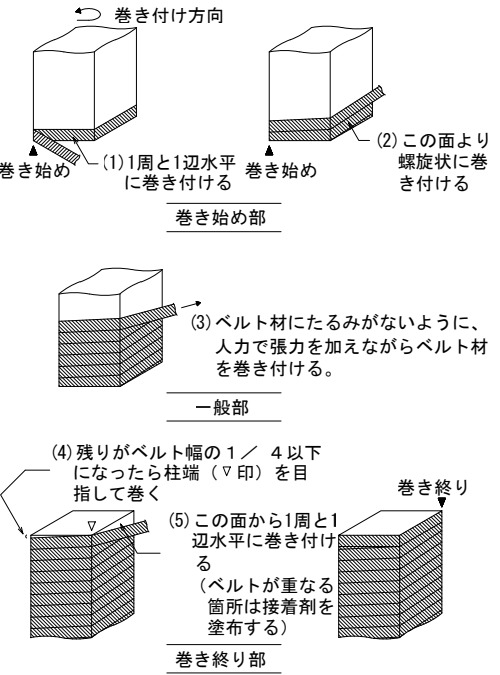 巻き付け方向
(1)1周と1辺水平
に巻き付ける
巻き始め
巻き始め
(2)この面より
螺旋状に巻
き付ける
巻き始め部
(3)ベルト材にたるみがないように、
人力で張力を加えながらベルト材
を巻き付ける。
一般部
(4)残りがベルト幅の1／4以下
になったら柱端（▽印）を目
指して巻く
(5)この面から1周と1
辺水平に巻き付け
る
（ベルトが重なる
箇所は接着剤を
塗布する）
巻き終り
巻き終り部